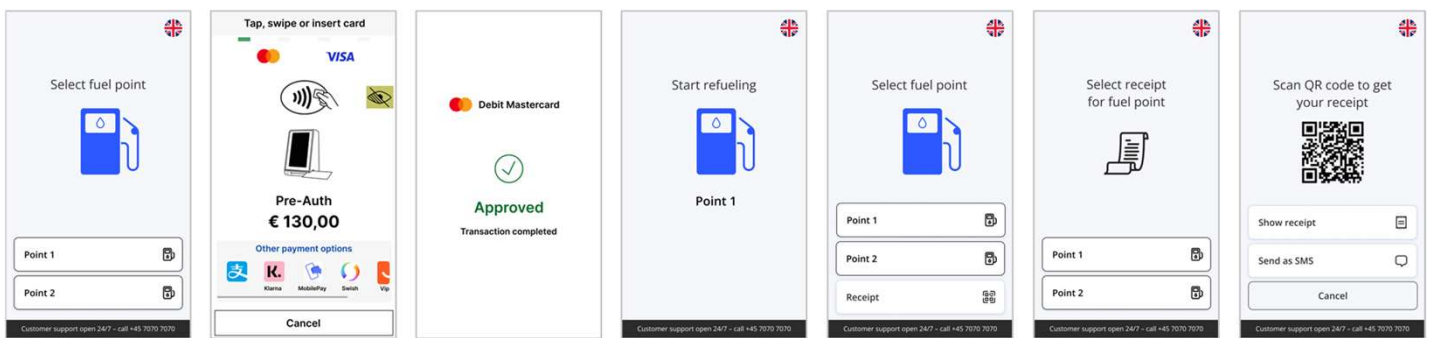 Select fuel point
Point 1
Point 2
Customer support open 24/7 – call +45 7070 7070
Tap, swipe or insert card
VISA
Pre-Auth
€ 130,00
Other payment options
支
K.
Klarna
MobilePay
Swish
Vip
Cancel
Debit Mastercard
Approved
Transaction completed
Start refueling
Point 1
Customer support open 24/7 – call +45 7070 7070
Select fuel point
Point 1
Point 2
Receipt
Customer support open 24/7 – call +45 7070 7070
Select receipt
for fuel point
Point 1
Point 2
Customer support open 24/7 – call +45 7070 7070
Scan QR code to get
your receipt
Show receipt
Send as SMS
Cancel
Customer support open 24/7 – call +45 7070 7070